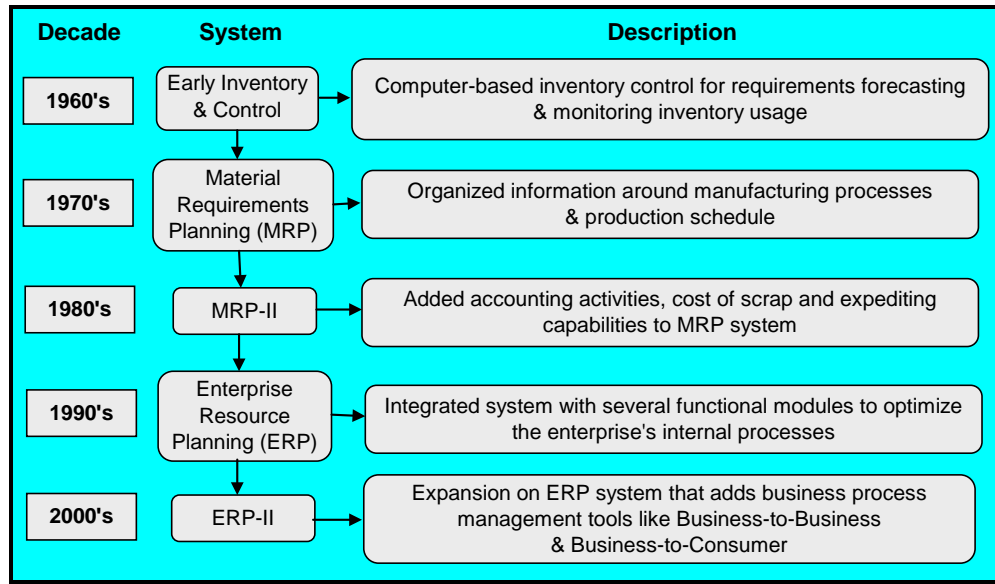 Decade System Description
1960's
Early Inventory
& Control
Computer-based inventory control for requirements forecasting
& monitoring inventory usage
1970's
Material
Requirements
Planning (MRP)
Organized information around manufacturing processes
& production schedule
1980's
MRP-II
Added accounting activities, cost of scrap and expediting
capabilities to MRP system
1990's
Enterprise
Resource
Planning (ERP)
Integrated system with several functional modules to optimize
the enterprise's internal processes
2000's
ERP-II
Expansion on ERP system that adds business process
management tools like Business-to-Business
& Business-to-Consumer